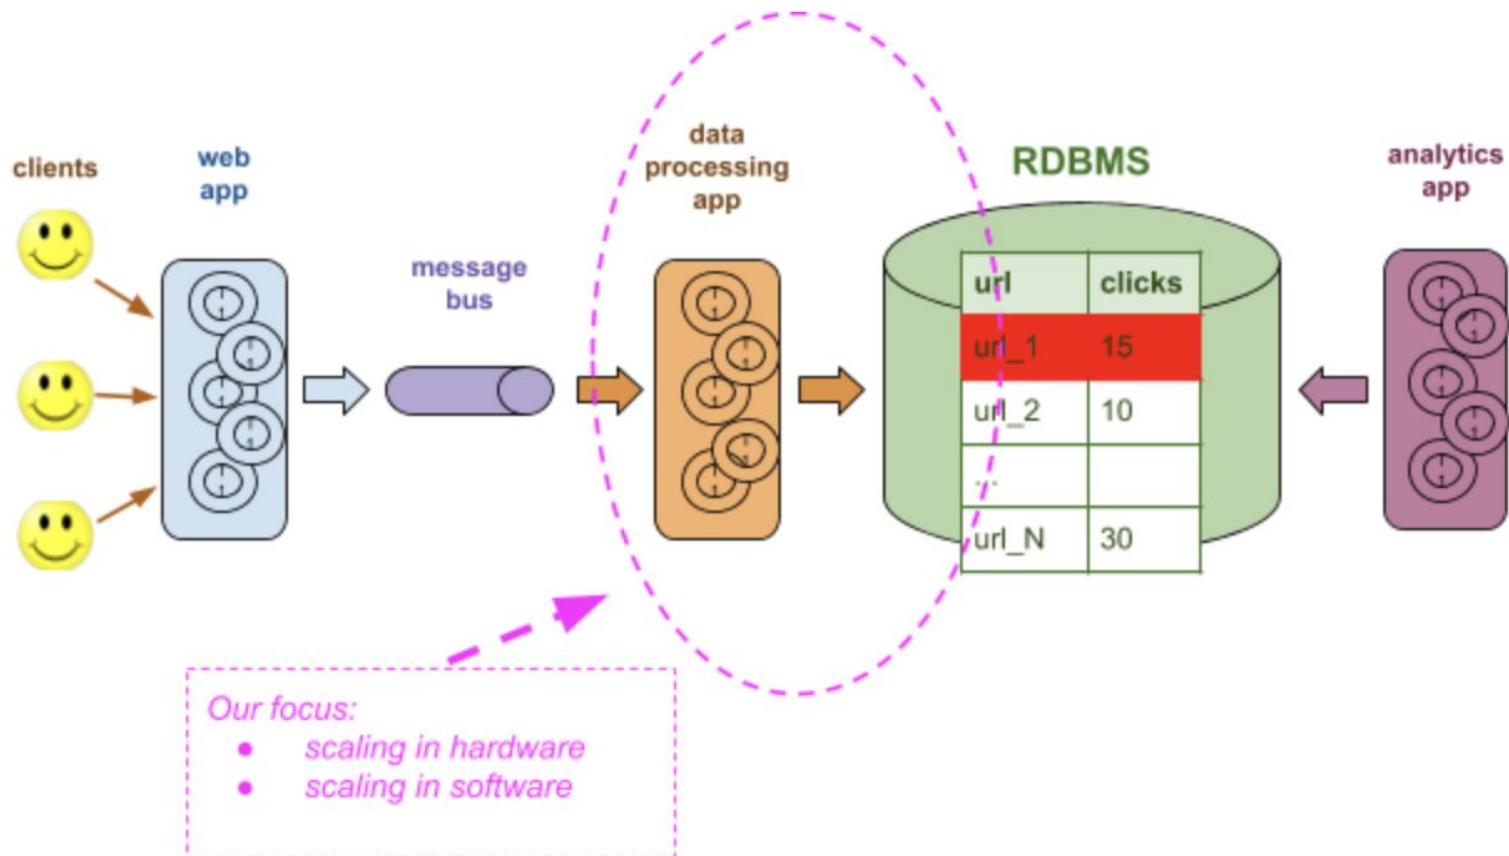 clients
web
app
message
bus
data
processing
app
RDBMS
analytics
app
url clicks
url_1 15
url_2 10
...
url_N 30
Our focus:
● scaling in hardware
● scaling in software